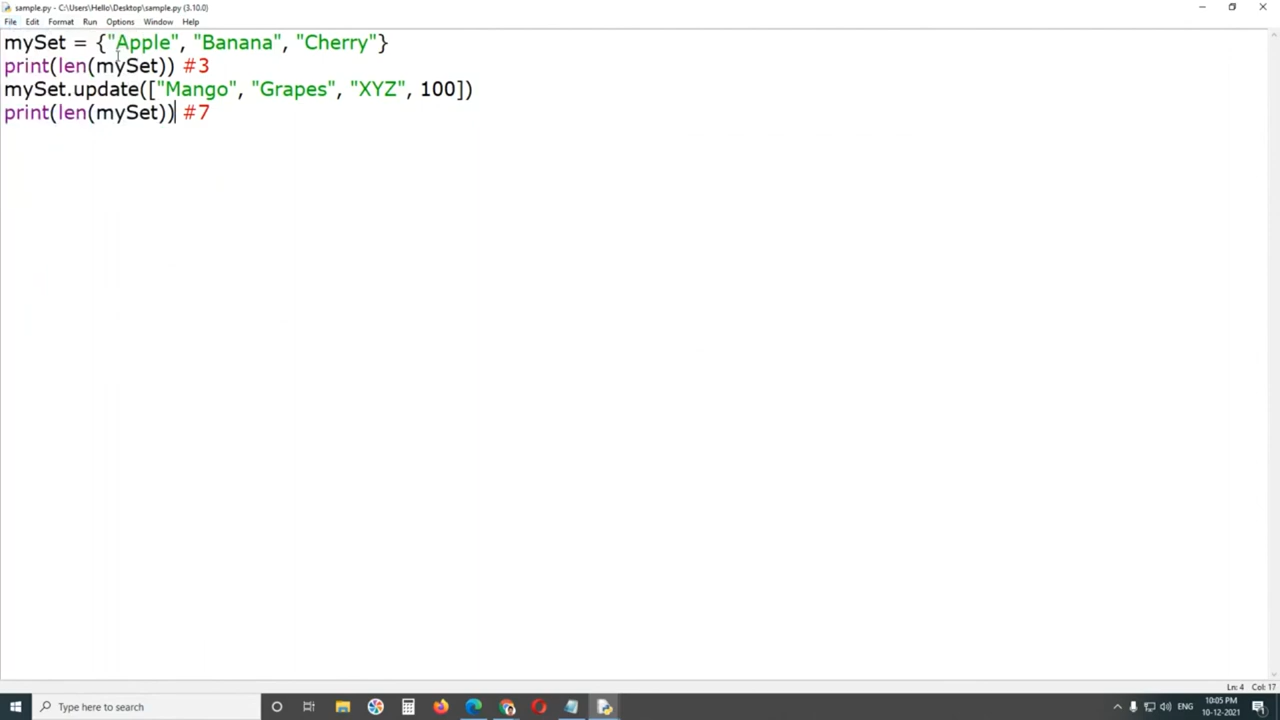 sample.py - C:\Users\Hello\Desktop\sample.py (3.10.0)
File Edit Format Run Options Window Help
mySet = {"Apple", "Banana", "Cherry"}
print(len(mySet)) #3
mySet.update(["Mango", "Grapes", "XYZ", 100])
print(len(mySet)) #7
Ln: 4 Col: 17
Type here to search
ENG
10:05 PM
10-12-2021
1